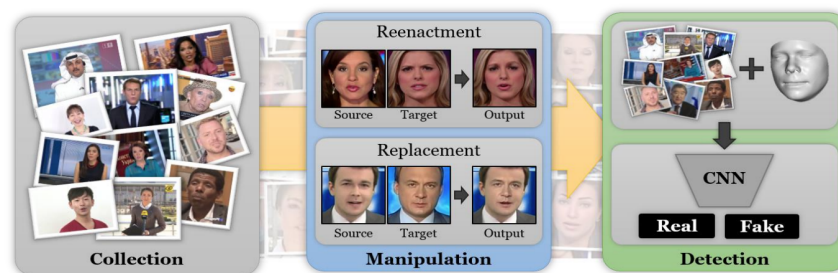 Collection
Reenactment
Source Target Output
Replacement
Source Target Output
Manipulation
+
CNN
Real Fake
Detection